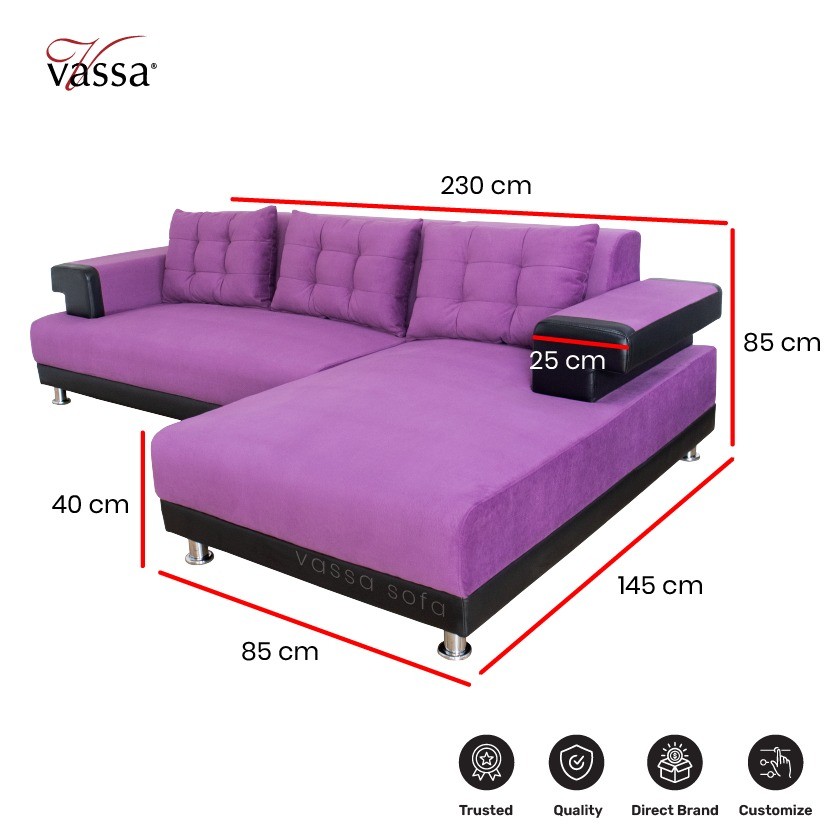 vassa®
230 cm
85 cm
25 cm
40 cm
vassa sofa
145 cm
85 cm
Trusted
Quality
Direct Brand
Customize